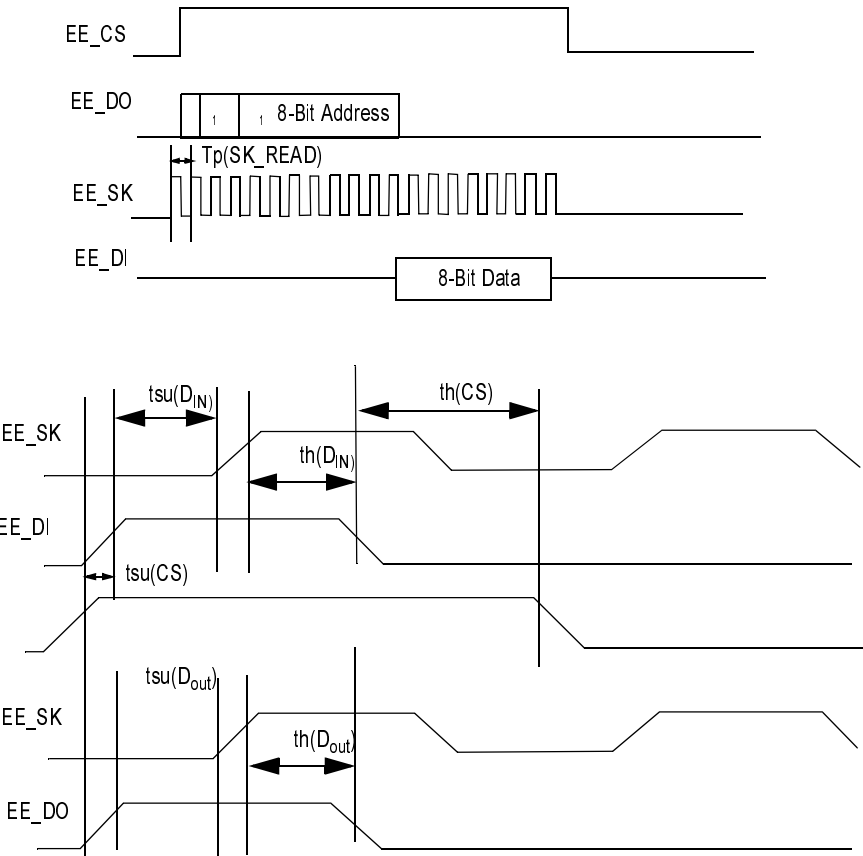 EE_CS
EE_DO
1 1 8-Bit Address
Tp(SK_READ)
EE_SK
EE_DI
8-Bit Data
tsu(DIN)
th(CS)
EE_SK
th(DIN)
EE_DI
tsu(CS)
tsu(Dout)
EE_SK
th(Dout)
EE_DO